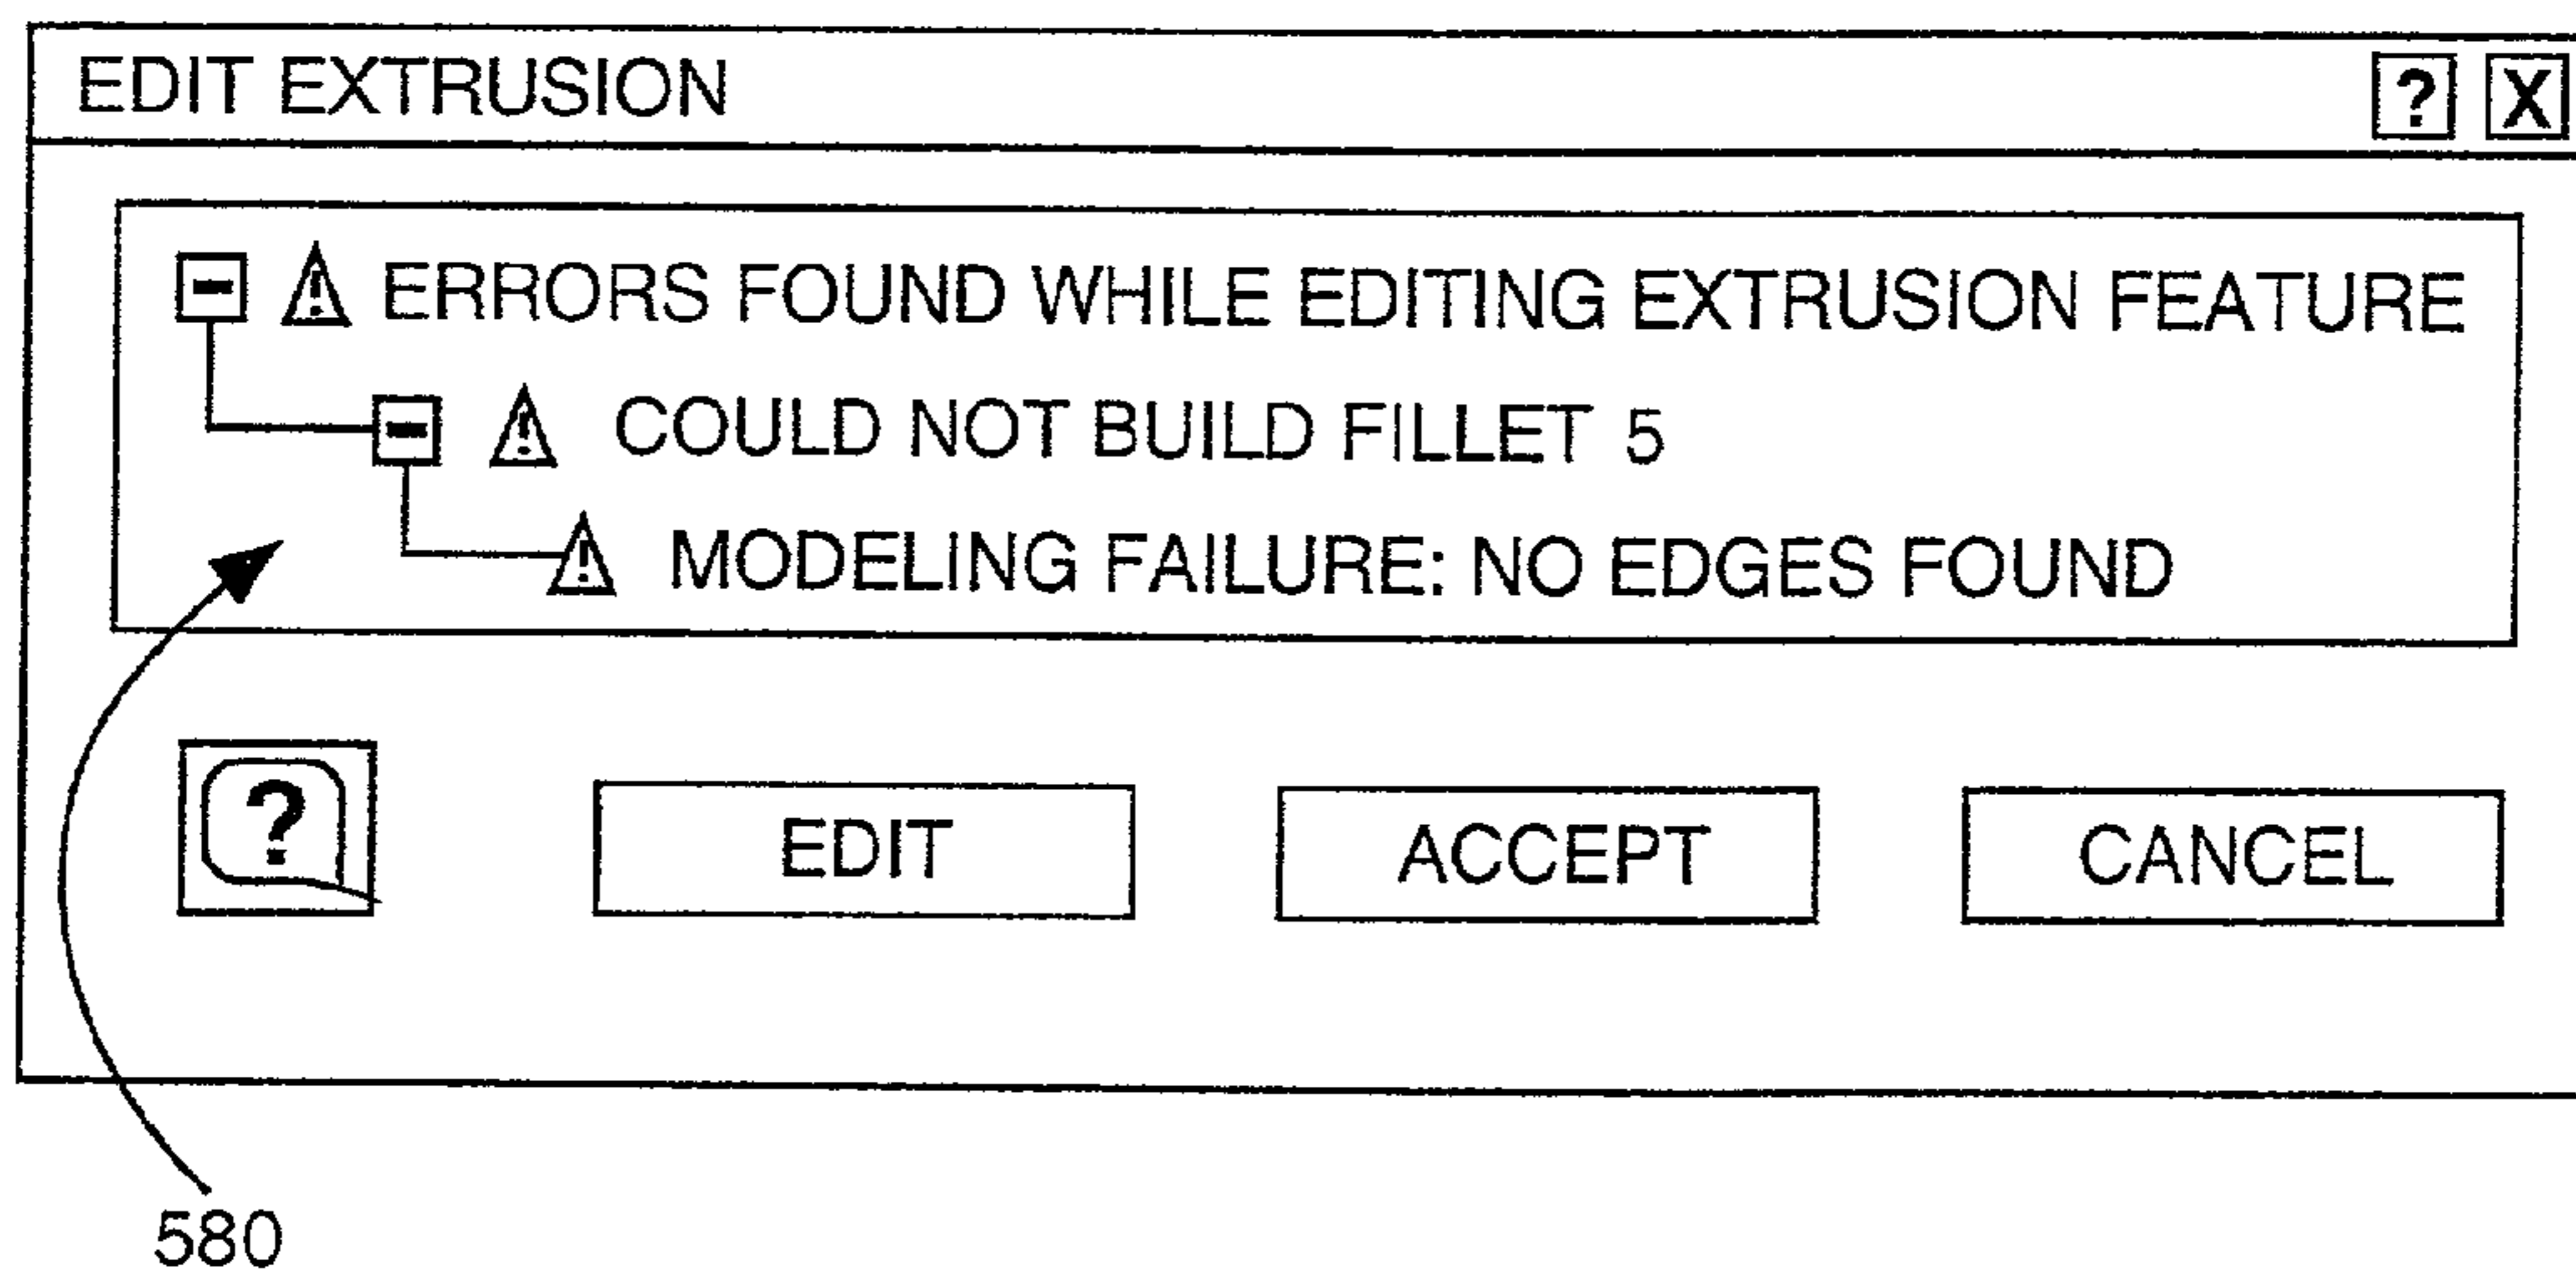 EDIT EXTRUSION ? X
ERRORS FOUND WHILE EDITING EXTRUSION FEATURE
COULD NOT BUILD FILLET 5
MODELING FAILURE: NO EDGES FOUND
? EDIT ACCEPT CANCEL
580